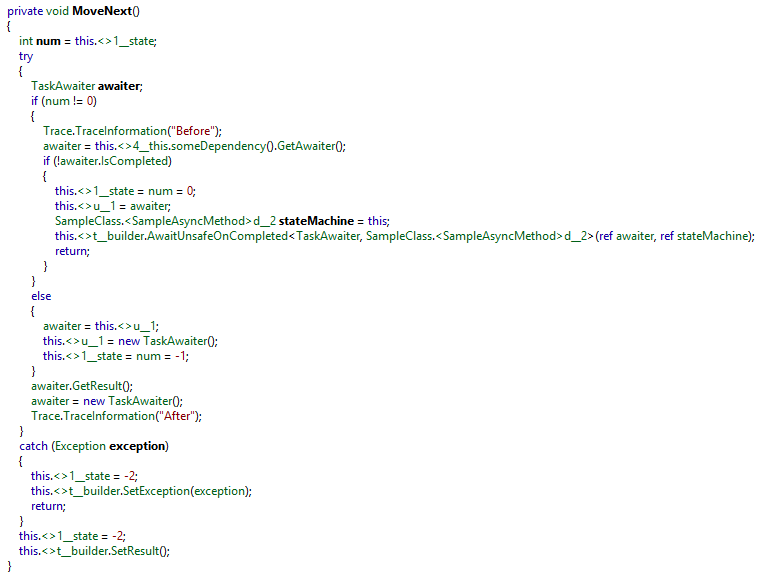 private void MoveNext()
{
int num = this.<>1__state;
try
{
TaskAwaiter awaiter;
if (num != 0)
{
Trace.TraceInformation("Before");
awaiter = this.<>4__this.someDependency().GetAwaiter();
if (!awaiter.IsCompleted)
{
this.<>1__state = num = 0;
this.<>u__1 = awaiter;
SampleClass.<SampleAsyncMethod>d__2 stateMachine = this;
this.<>t__builder.AwaitUnsafeOnCompleted<TaskAwaiter, SampleClass.<SampleAsyncMethod>d__2>(ref awaiter, ref stateMachine);
return;
}
}
else
{
awaiter = this.<>u__1;
this.<>u__1 = new TaskAwaiter();
this.<>1__state = num = -1;
}
awaiter.GetResult();
awaiter = new TaskAwaiter();
Trace.TraceInformation("After");
}
catch (Exception exception)
{
this.<>1__state = -2;
this.<>t__builder.SetException(exception);
return;
}
this.<>1__state = -2;
this.<>t__builder.SetResult();
}